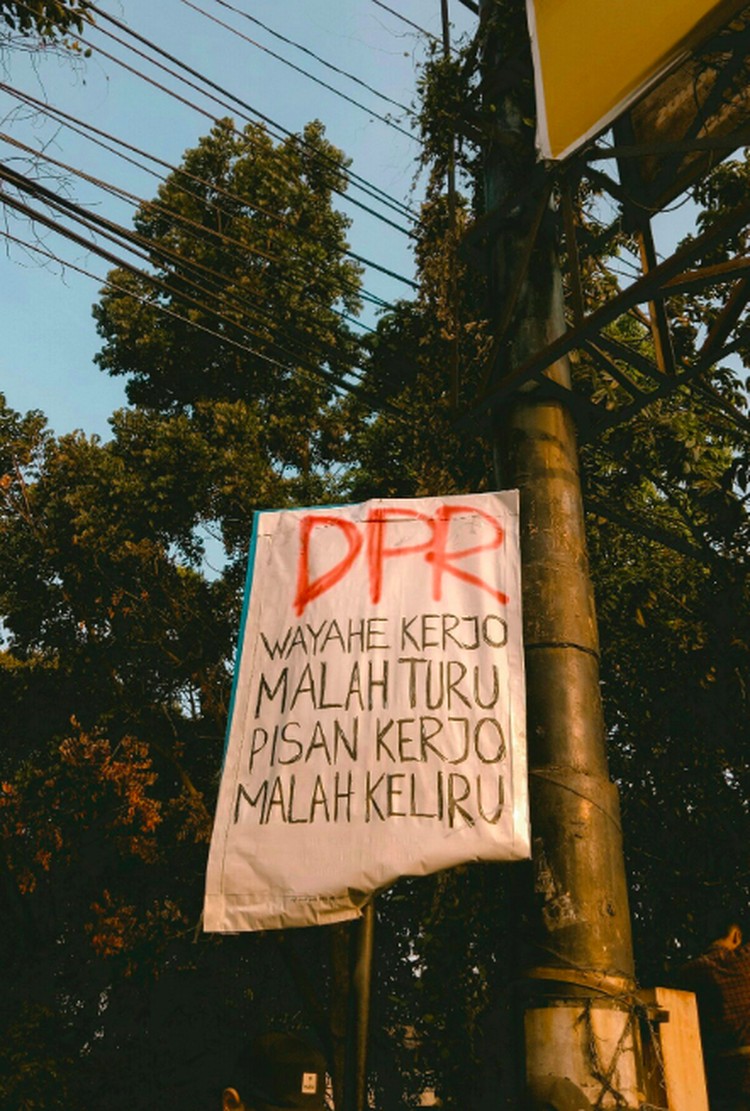 DPR
WAYAHE KERJO
MALAH TURU
PISAN KERJO
MALAH KELIRU